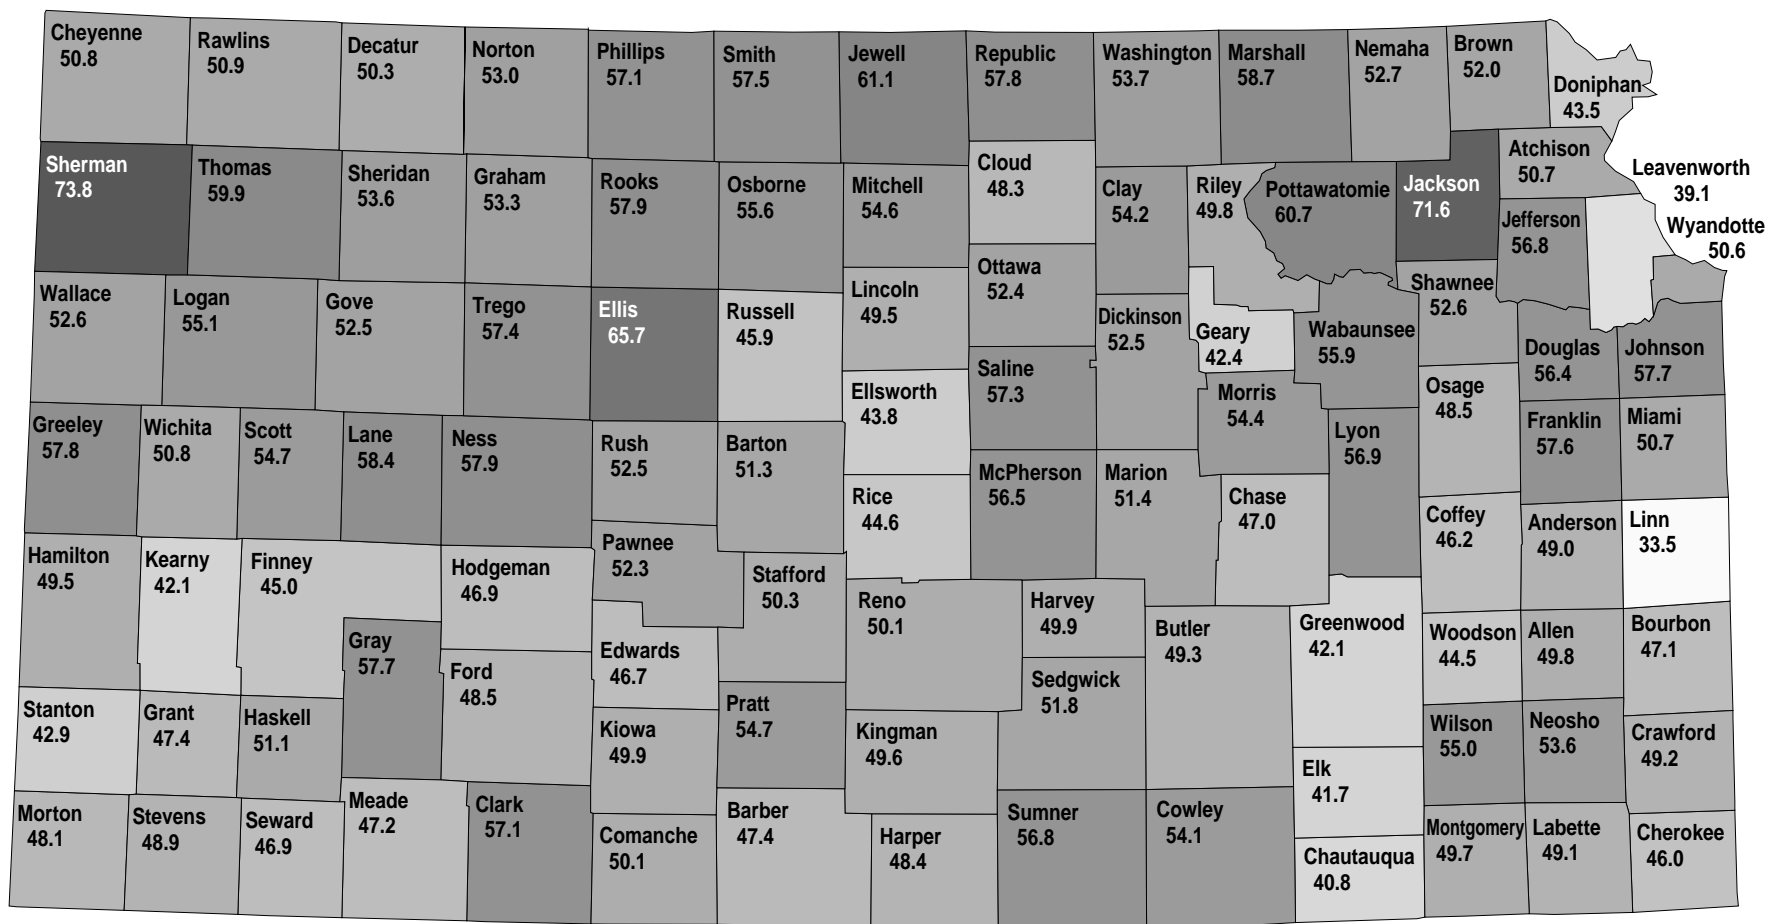 Cheyenne
50.8
Rawlins
50.9
Decatur
50.3
Norton
53.0
Phillips
57.1
Smith
57.5
Jewell
61.1
Republic
57.8
Washington
53.7
Marshall
58.7
Nemaha
52.7
Brown
52.0
Doniphan
43.5
Sherman
73.8
Thomas
59.9
Sheridan
53.6
Graham
53.3
Rooks
57.9
Osborne
55.6
Mitchell
54.6
Cloud
48.3
Clay
54.2
Riley
49.8
Pottawatomie
60.7
Jackson
71.6
Atchison
50.7
Jefferson
56.8
Leavenworth
39.1
Wyandotte
50.6
Wallace
52.6
Logan
55.1
Gove
52.5
Trego
57.4
Ellis
65.7
Russell
45.9
Lincoln
49.5
Ottawa
52.4
Dickinson
52.5
Geary
42.4
Wabaunsee
55.9
Shawnee
52.6
Douglas
56.4
Johnson
57.7
Ellsworth
43.8
Saline
57.3
Morris
54.4
Osage
48.5
Franklin
57.6
Miami
50.7
Greeley
57.8
Wichita
50.8
Scott
54.7
Lane
58.4
Ness
57.9
Rush
52.5
Barton
51.3
Rice
44.6
McPherson
56.5
Marion
51.4
Chase
47.0
Lyon
56.9
Coffey
46.2
Anderson
49.0
Linn
33.5
Hamilton
49.5
Kearny
42.1
Finney
45.0
Hodgeman
46.9
Pawnee
52.3
Stafford
50.3
Reno
50.1
Harvey
49.9
Butler
49.3
Greenwood
42.1
Woodson
44.5
Allen
49.8
Bourbon
47.1
Gray
57.7
Ford
48.5
Edwards
46.7
Sedgwick
51.8
Stanton
42.9
Grant
47.4
Haskell
51.1
Kiowa
49.9
Pratt
54.7
Kingman
49.6
Elk
41.7
Wilson
55.0
Neosho
53.6
Crawford
49.2
Morton
48.1
Stevens
48.9
Seward
46.9
Meade
47.2
Clark
57.1
Comanche
50.1
Barber
47.4
Harper
48.4
Sumner
56.8
Cowley
54.1
Chautauqua
40.8
Montgomery
49.7
Labette
49.1
Cherokee
46.0